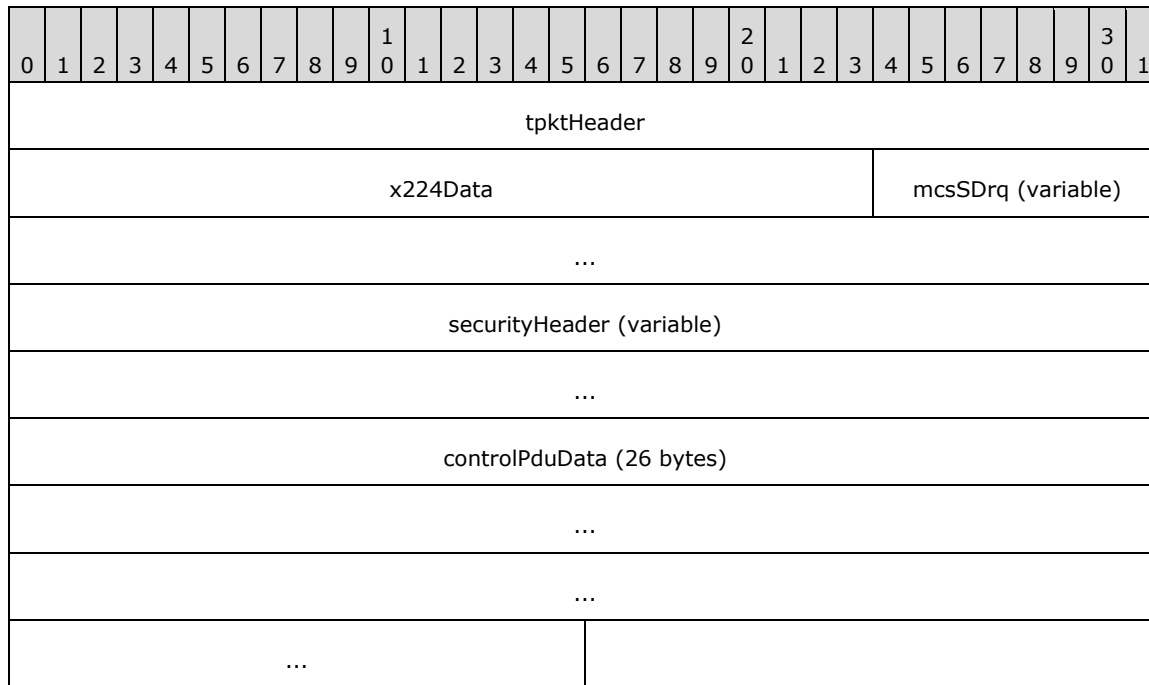 1 2 3
0 1 2 3 4 5 6 7 8 9 0 1 2 3 4 5 6 7 8 9 0 1 2 3 4 5 6 7 8 9 0 1
tpktHeader
x224Data mcsSDrq (variable)
...
securityHeader (variable)
...
controlPduData (26 bytes)
...
...
...